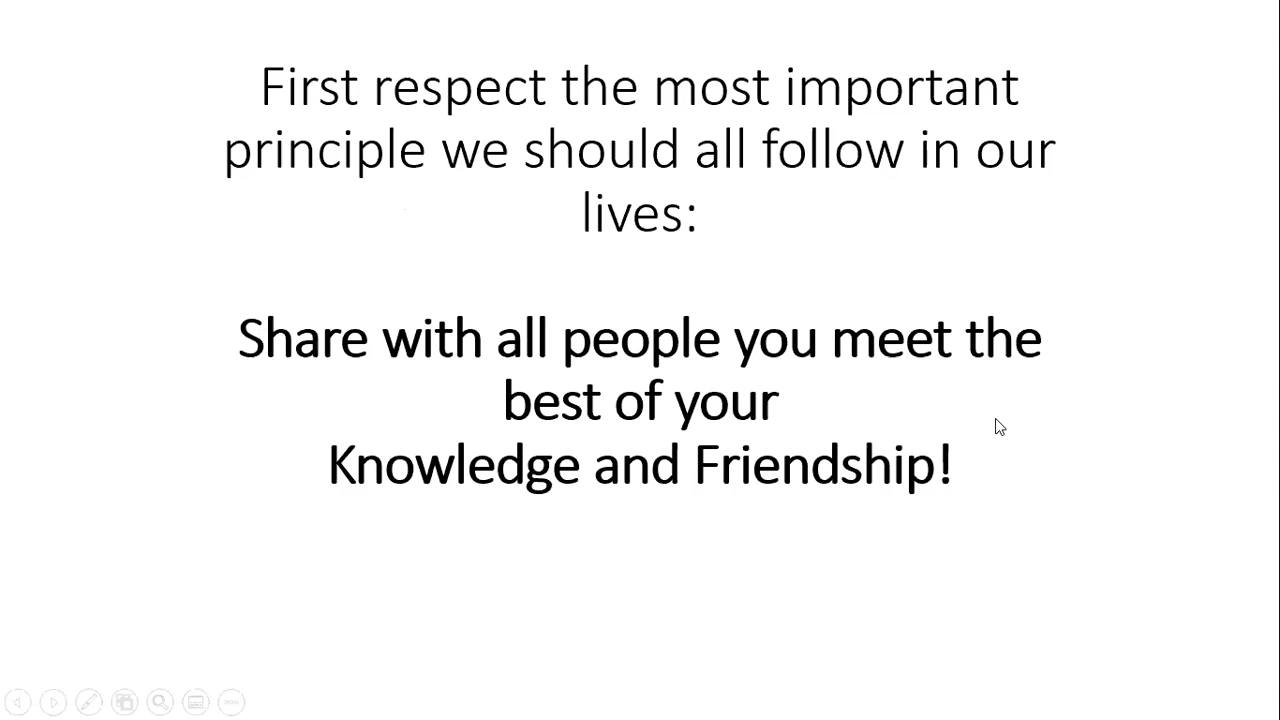 First respect the most important
principle we should all follow in our
lives:
Share with all people you meet the
best of your
Knowledge and Friendship!